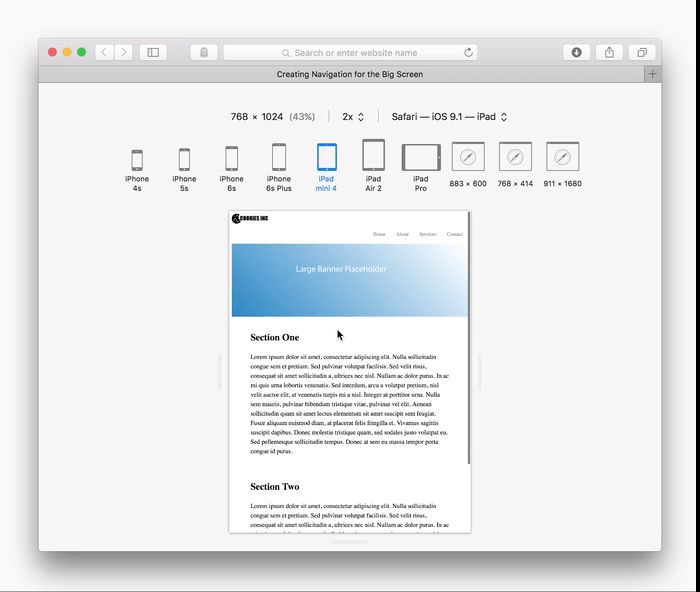 Search or enter website name
Creating Navigation for the Big Screen
768 × 1024 (43%) 2x Safari — iOS 9.1 — iPad
iPhone 4s
iPhone 5s
iPhone 6s
iPhone 6s Plus
iPad mini 4
iPad Air 2
iPad Pro
883 × 600
768 × 414
911 × 1680
COOKIES INC
Home About Services Contact
Large Banner Placeholder
Section One
Lorem ipsum dolor sit amet, consectetur adipiscing elit. Nulla sollicitudin
congue sem et pretium. Sed pulvinar volutpat facilisis. Sed velit risus,
consequat sit amet sollicitudin a, ultrices nec nisl. Nullam ac dolor purus. In ac
mi quis urna lobortis venenatis. Sed interdum, arcu a volutpat pretium, nisl
velit auctor elit, at venenatis turpis mi a nisl. Integer at porttitor urna. Nulla
sem mauris, pulvinar bibendum tristique vitae, pulvinar vel elit. Aenean
sollicitudin quam sit amet lectus elementum sit amet suscipit sem feugiat.
Fusce aliquam euismod diam, at placerat felis fringilla et. Vivamus sagittis
suscipit dapibus. Donec molestie tristique quam, sed sodales justo volutpat eu.
Sed pellentesque sollicitudin tempus. Donec at sem eu massa tempor porta
congue id purus.
Section Two
Lorem ipsum dolor sit amet, consectetur adipiscing elit. Nulla sollicitudin
congue sem et pretium. Sed pulvinar volutpat facilisis. Sed velit risus,
consequat sit amet sollicitudin a, ultrices nec nisl. Nullam ac dolor purus. In ac